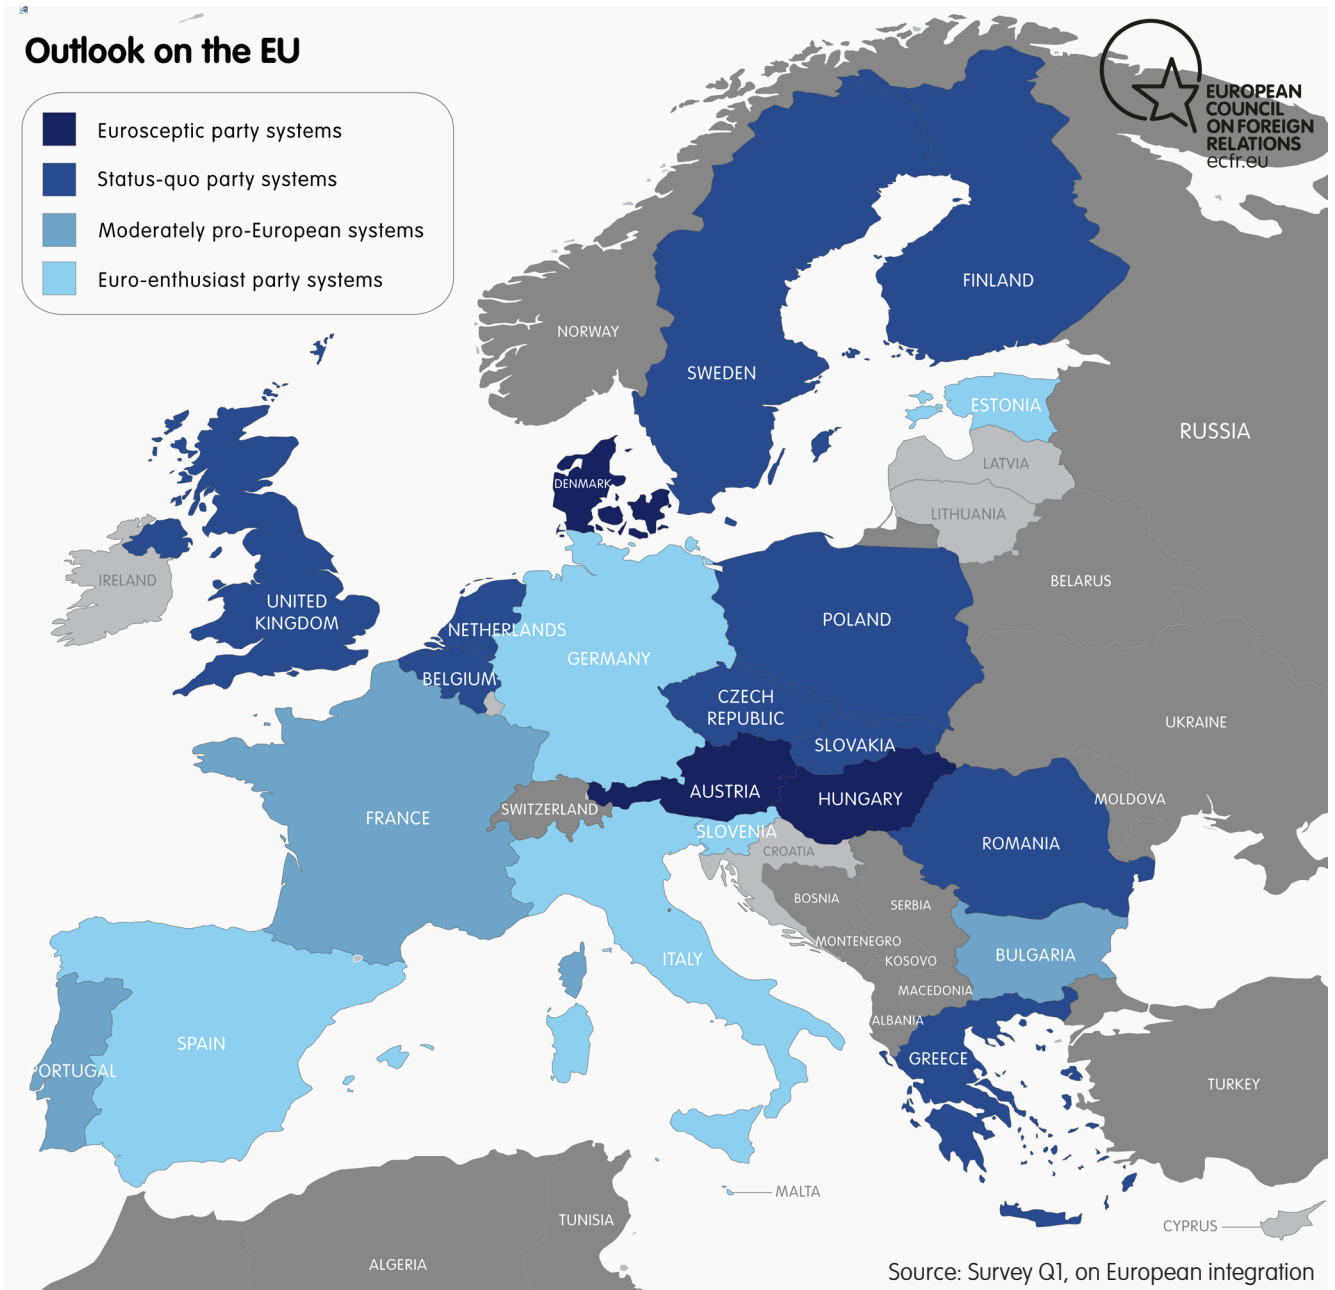 Outlook on the EU
Eurosceptic party systems
Status-quo party systems
Moderately pro-European systems
Euro-enthusiast party systems
EUROPEAN
COUNCIL
ON FOREIGN
RELATIONS
ecfr.eu
FINLAND
NORWAY
SWEDEN
ESTONIA
RUSSIA
LATVIA
DENMARK
LITHUANIA
IRELAND
BELARUS
UNITED
KINGDOM
POLAND
NETHERLANDS
GERMANY
BELGIUM
CZECH
REPUBLIC
UKRAINE
SLOVAKIA
AUSTRIA
HUNGARY
MOLDOVA
SWITZERLAND
FRANCE
SLOVENIA
ROMANIA
CROATIA
BOSNIA
SERBIA
MONTENEGRO
BULGARIA
ITALY
KOSOVO
MACEDONIA
ALBANIA
SPAIN
GREECE
PORTUGAL
TURKEY
MALTA
TUNISIA
CYPRUS
ALGERIA
Source: Survey Q1, on European integration